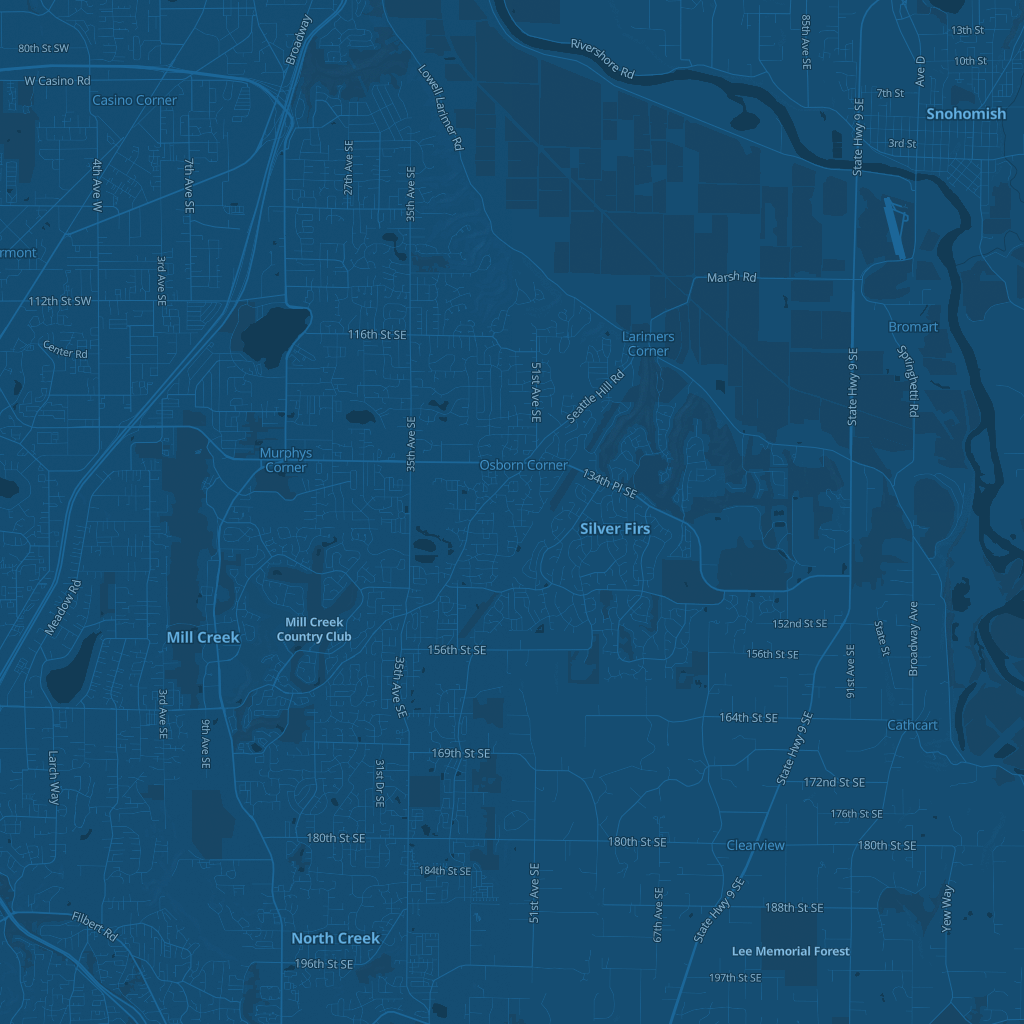 80th St SW
Broadway
Rivershore Rd
85th Ave SE
13th St
Ave D
10th St
W Casino Rd
Casino Corner
Lowell Larimer Rd
7th St
Snohomish
State Hwy 9 SE
3rd St
4th Ave W
7th Ave SE
27th Ave SE
35th Ave SE
rmont
3rd Ave SE
Marsh Rd
112th St SW
Bromart
116th St SE
Larimers
Corner
Center Rd
Springhetti Rd
State Hwy 9 SE
51st Ave SE
Seattle Hill Rd
35th Ave SE
Murphys
Corner
Osborn Corner
134th Pl SE
Silver Firs
Meadow Rd
Mill Creek
Mill Creek
Country Club
152nd St SE
State St
Broadway Ave
156th St SE
156th St SE
91st Ave SE
35th Ave SE
3rd Ave SE
9th Ave SE
164th St SE
Cathcart
State Hwy 9 SE
169th St SE
Larch Way
31st Dr SE
172nd St SE
176th St SE
180th St SE
180th St SE
Clearview
180th St SE
184th St SE
51st Ave SE
67th Ave SE
State Hwy 9 SE
188th St SE
Yew Way
Filbert Rd
North Creek
Lee Memorial Forest
196th St SE
197th St SE